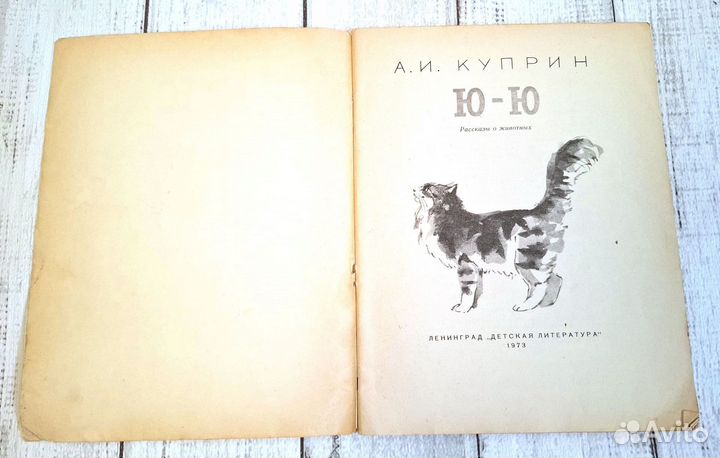 А. И. КУПРИН
Ю-Ю
Рассказы о животных
ЛЕНИНГРАД „ДЕТСКАЯ ЛИТЕРАТУРА"
1973
Avito